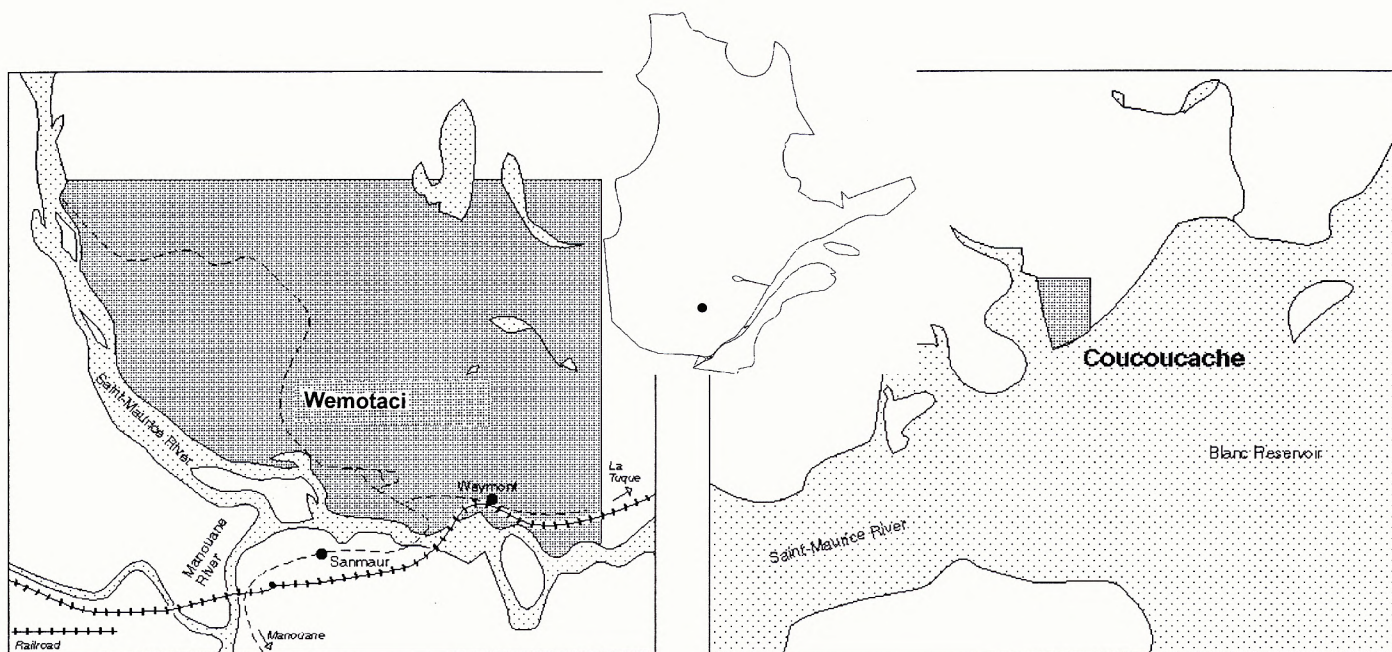 Wemotaci
Saint-Maurice River
Weymont
La
Tuque
Manouane
River
Sanmaur
Manouane
Railroad
Coucoucache
Blanc Reservoir
Saint-Maurice River